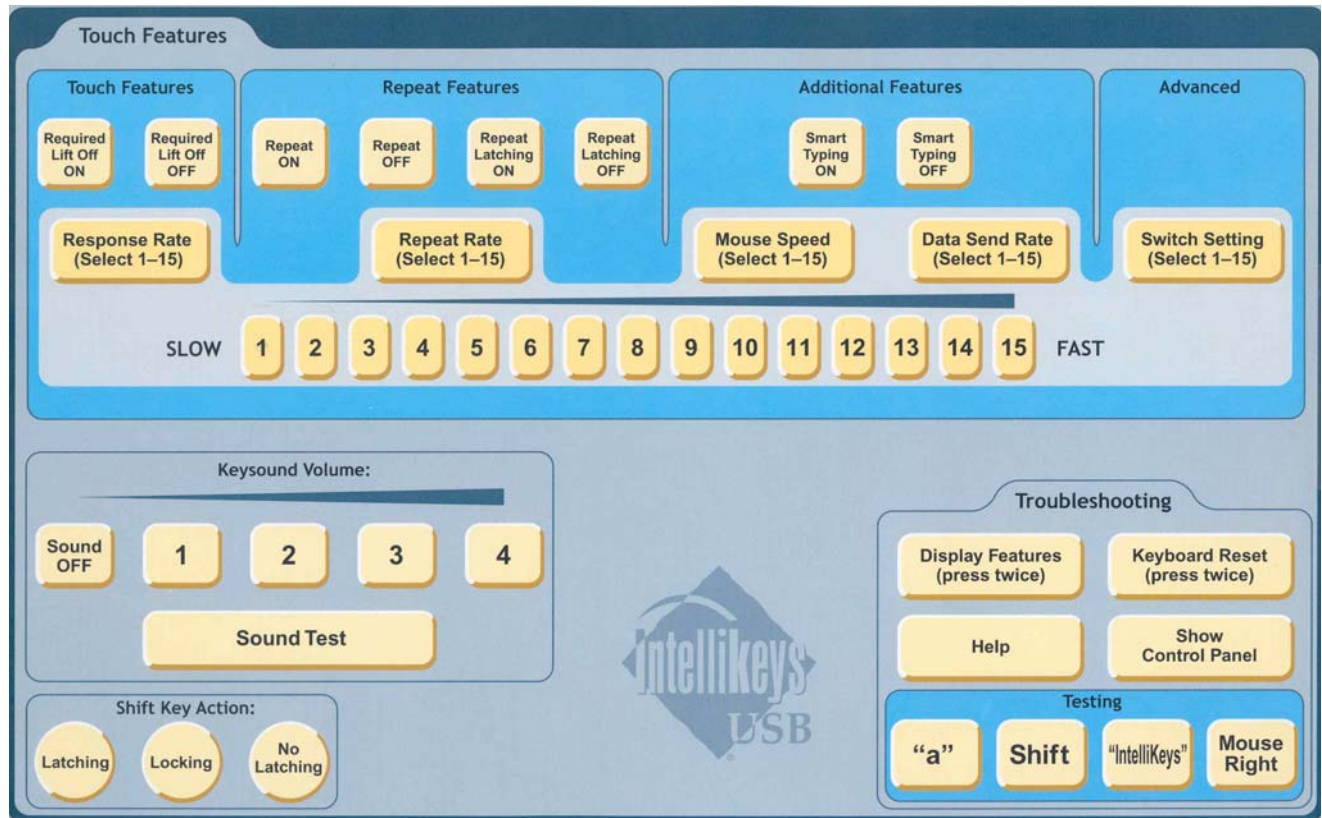 Touch Features
Touch Features
Required
Lift Off
ON
Required
Lift Off
OFF
Response Rate
(Select 1–15)
Repeat Features
Repeat
ON
Repeat
OFF
Repeat
Latching
ON
Repeat
Latching
OFF
Repeat Rate
(Select 1–15)
Additional Features
Smart
Typing
ON
Smart
Typing
OFF
Mouse Speed
(Select 1–15)
Data Send Rate
(Select 1–15)
Advanced
Switch Setting
(Select 1–15)
SLOW 1 2 3 4 5 6 7 8 9 10 11 12 13 14 15 FAST
Keysound Volume:
Sound
OFF
1 2 3 4
Sound Test
Shift Key Action:
Latching
Locking
No
Latching
intellikeys
USB
®
Troubleshooting
Display Features
(press twice)
Keyboard Reset
(press twice)
Help
Show
Control Panel
Testing
“a”
Shift
“IntelliKeys”
Mouse
Right